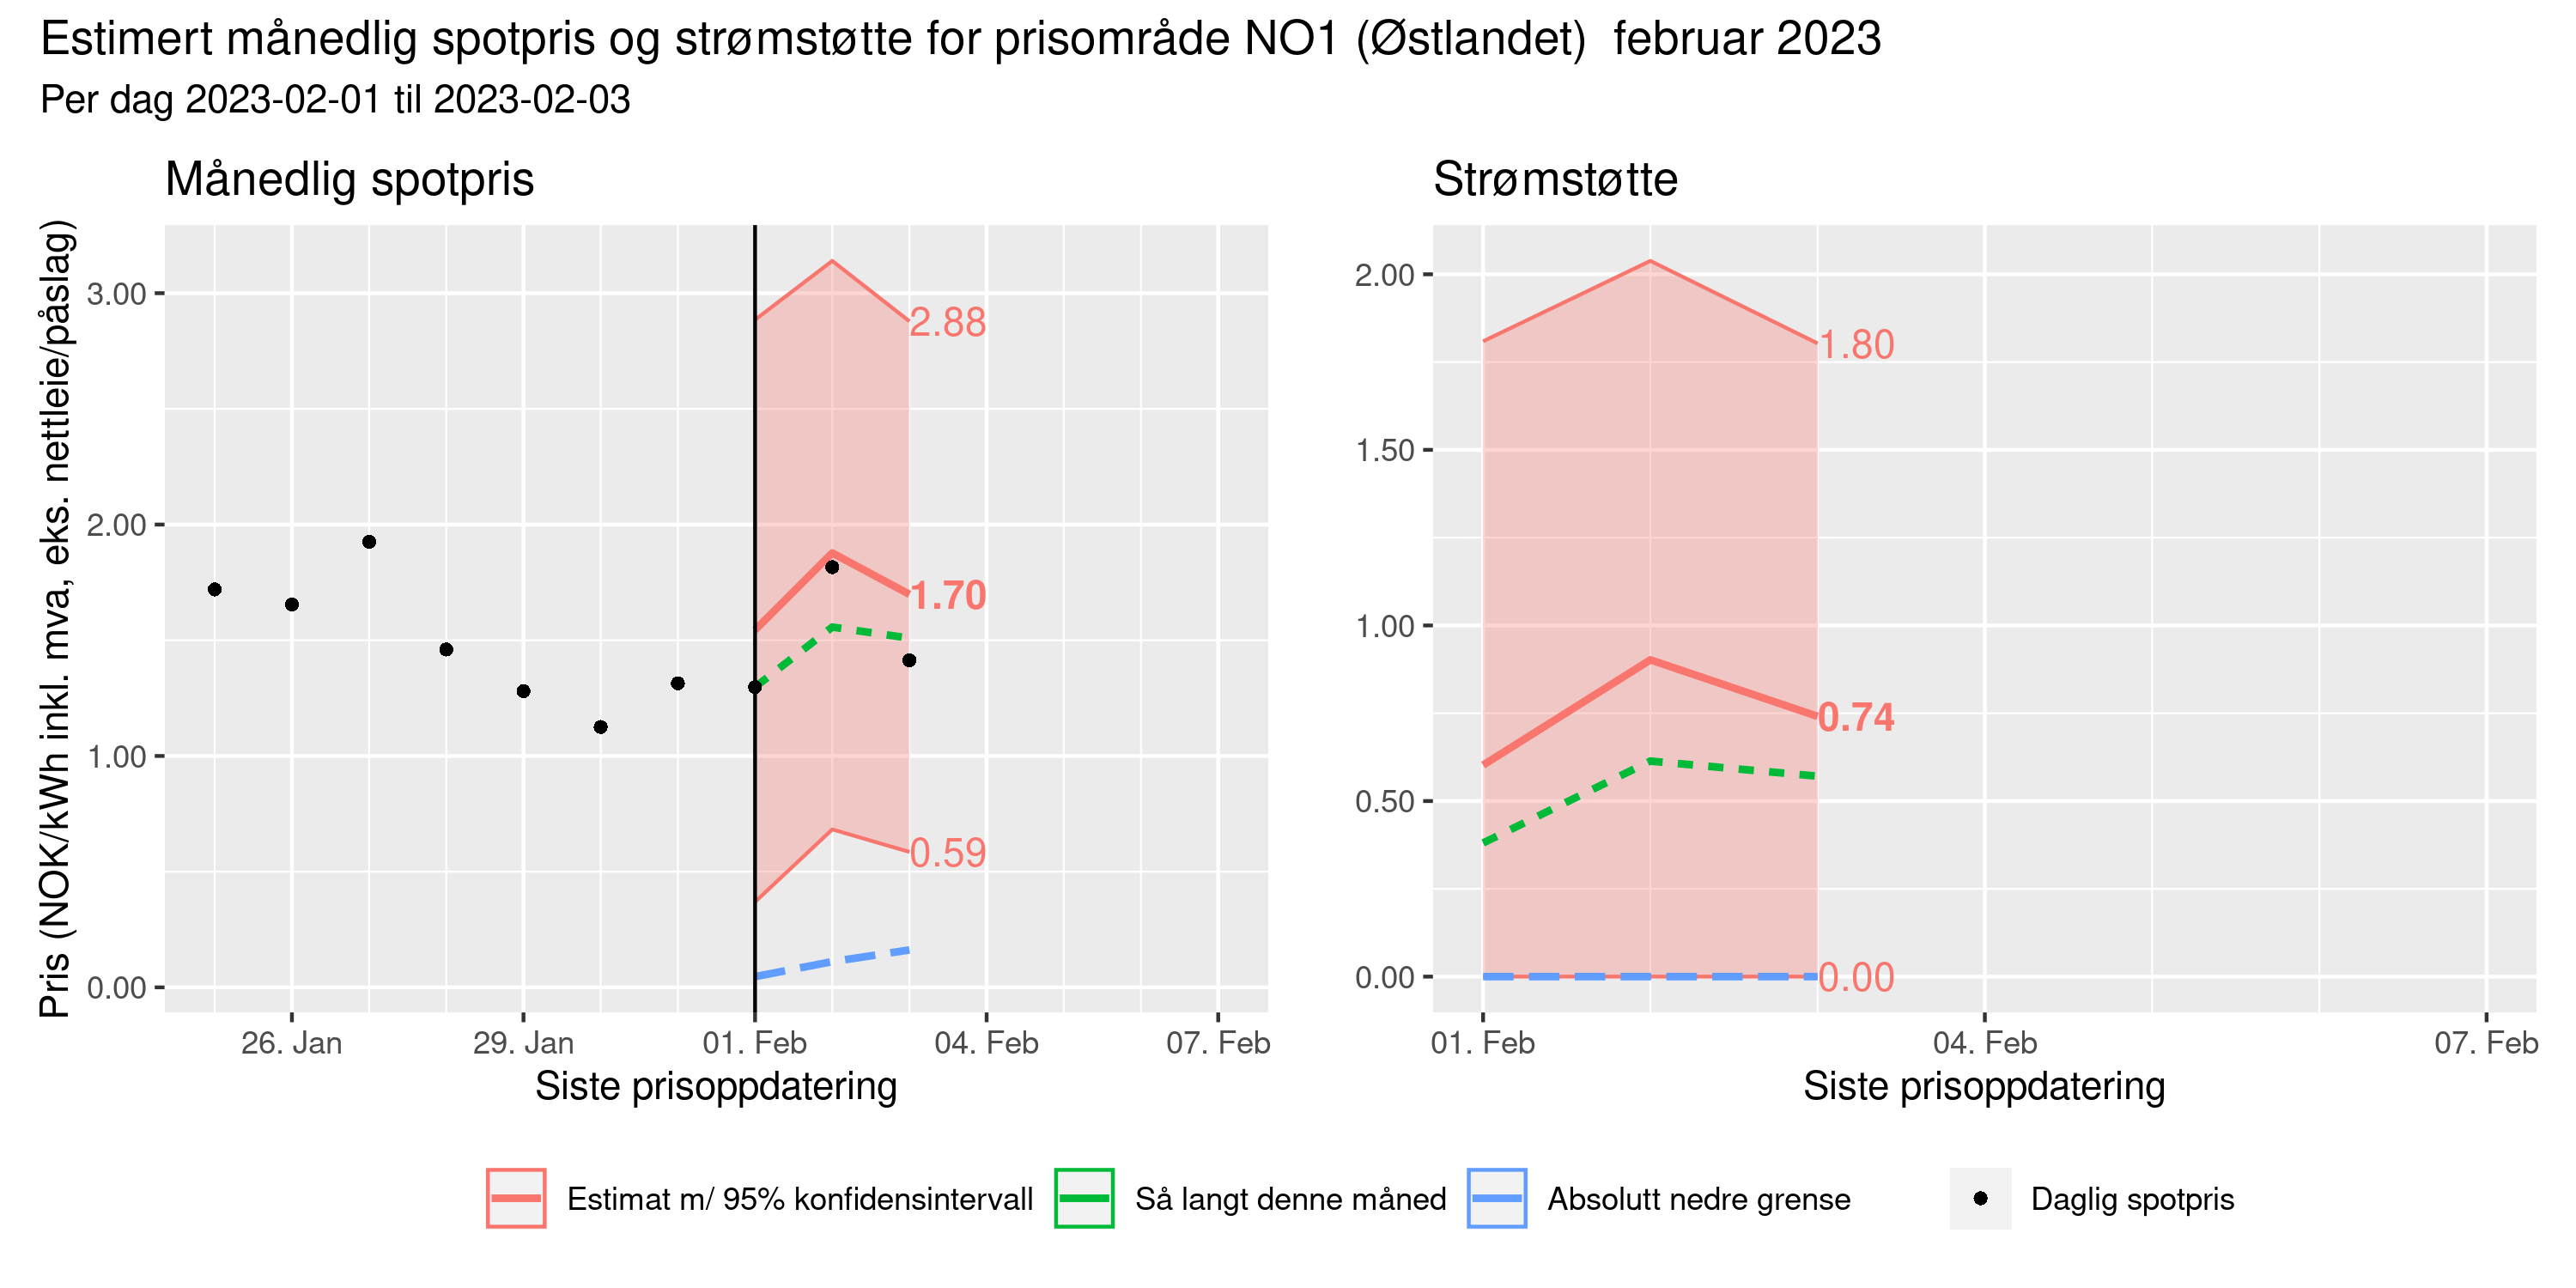 Estimert månedlig spotpris og strømstøtte for prisområde NO1 (Østlandet)  februar 2023
Per dag 2023-02-01 til 2023-02-03
Månedlig spotpris
Pris (NOK/kWh inkl. mva, eks. nettleie/påslag)
3.00
2.00
1.00
0.00
2.88
1.70
0.59
26. Jan
29. Jan
01. Feb
04. Feb
07. Feb
Siste prisoppdatering
Strømstøtte
2.00
1.50
1.00
0.50
0.00
1.80
0.74
0.00
01. Feb
04. Feb
07. Feb
Siste prisoppdatering
Estimat m/ 95% konfidensintervall
Så langt denne måned
Absolutt nedre grense
Daglig spotpris